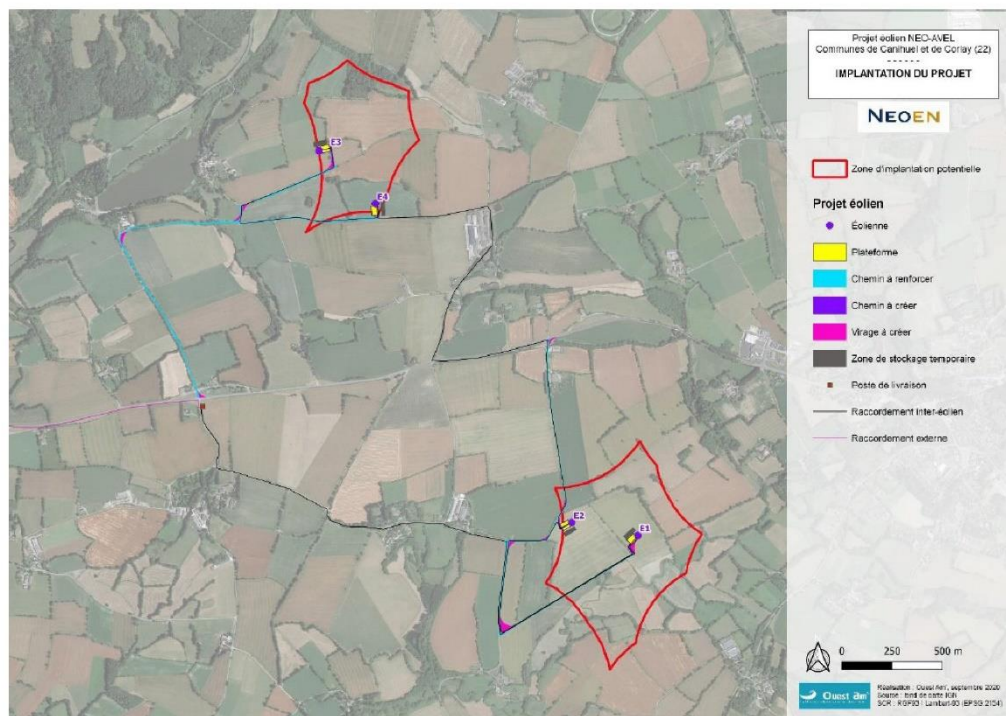 Projet éolien NEO-AVEL
Communes de Canihuel et de Corlay (22)
------
IMPLANTATION DU PROJET
NEOEN
Zone d'implantation potentielle
Projet éolien
Éolienne
Plateforme
Chemin à renforcer
Chemin à créer
Virage à créer
Zone de stockage temporaire
Poste de livraison
Raccordement inter-éolien
Raccordement externe
E3
E4
E2
E1
0 250 500 m
Ouest Am'
Réalisation : Ouest Am', septembre 2020
Source : fond de carte IGN
SCR : RGF93 / Lambert-93 (EPSG 2154)